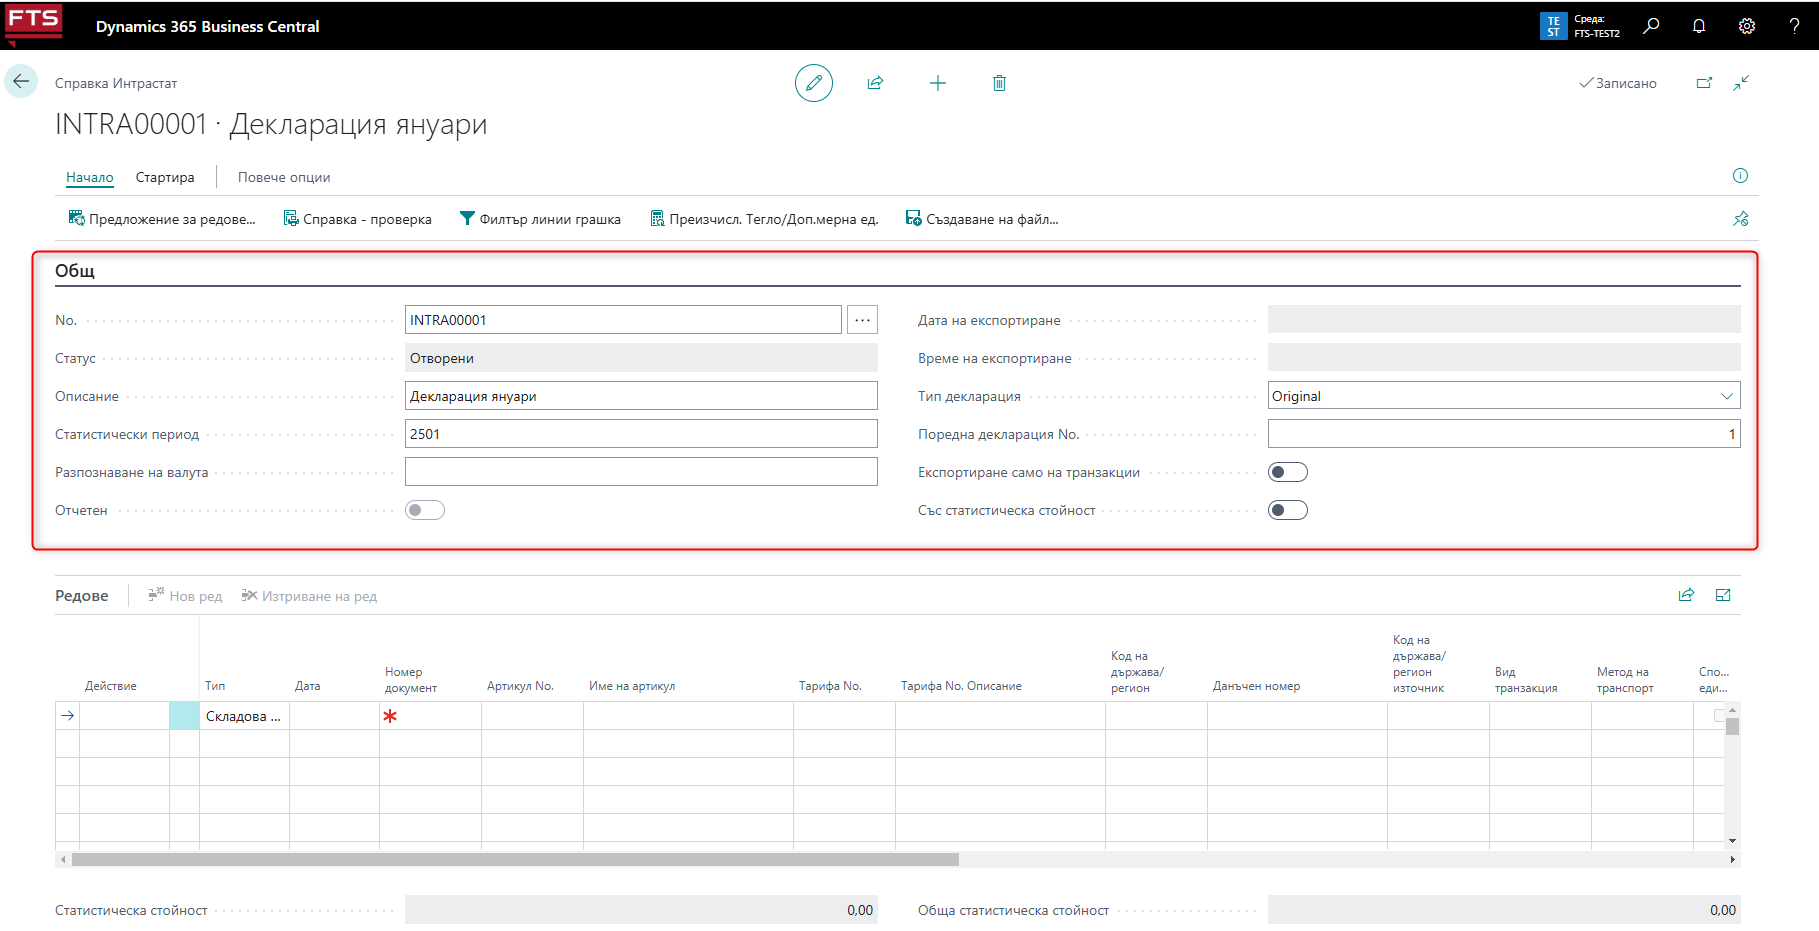 FTS
Dynamics 365 Business Central
TE
ST
Среда:
FTS-TEST2
?
Справка Интрастат
Записано
INTRA00001 · Декларация януари
Начало
Стартира
Повече опции
Предложение за редове...
Справка - проверка
Филтър линии грашка
Преизчисл. Тегло/Доп.мерна ед.
Създаване на файл...
Общ
No.
INTRA00001
...
Дата на експортиране
Статус
Отворени
Време на експортиране
Описание
Декларация януари
Тип декларация
Original
Статистически период
2501
Поредна декларация No.
1
Разпознаване на валута
Експортиране само на транзакции
Отчетен
Със статистическа стойност
Редове
Нов ред
Изтриване на ред
Действие
Тип
Дата
Номер
документ
Артикул No.
Име на артикул
Тарифа No.
Тарифа No. Описание
Код на
държава/
регион
Данъчен номер
Код на
държава/
регион
източник
Вид
транзакция
Метод на
транспорт
Спо...
еди...
Складова ...
Статистическа стойност
0,00
Обща статистическа стойност
0,00